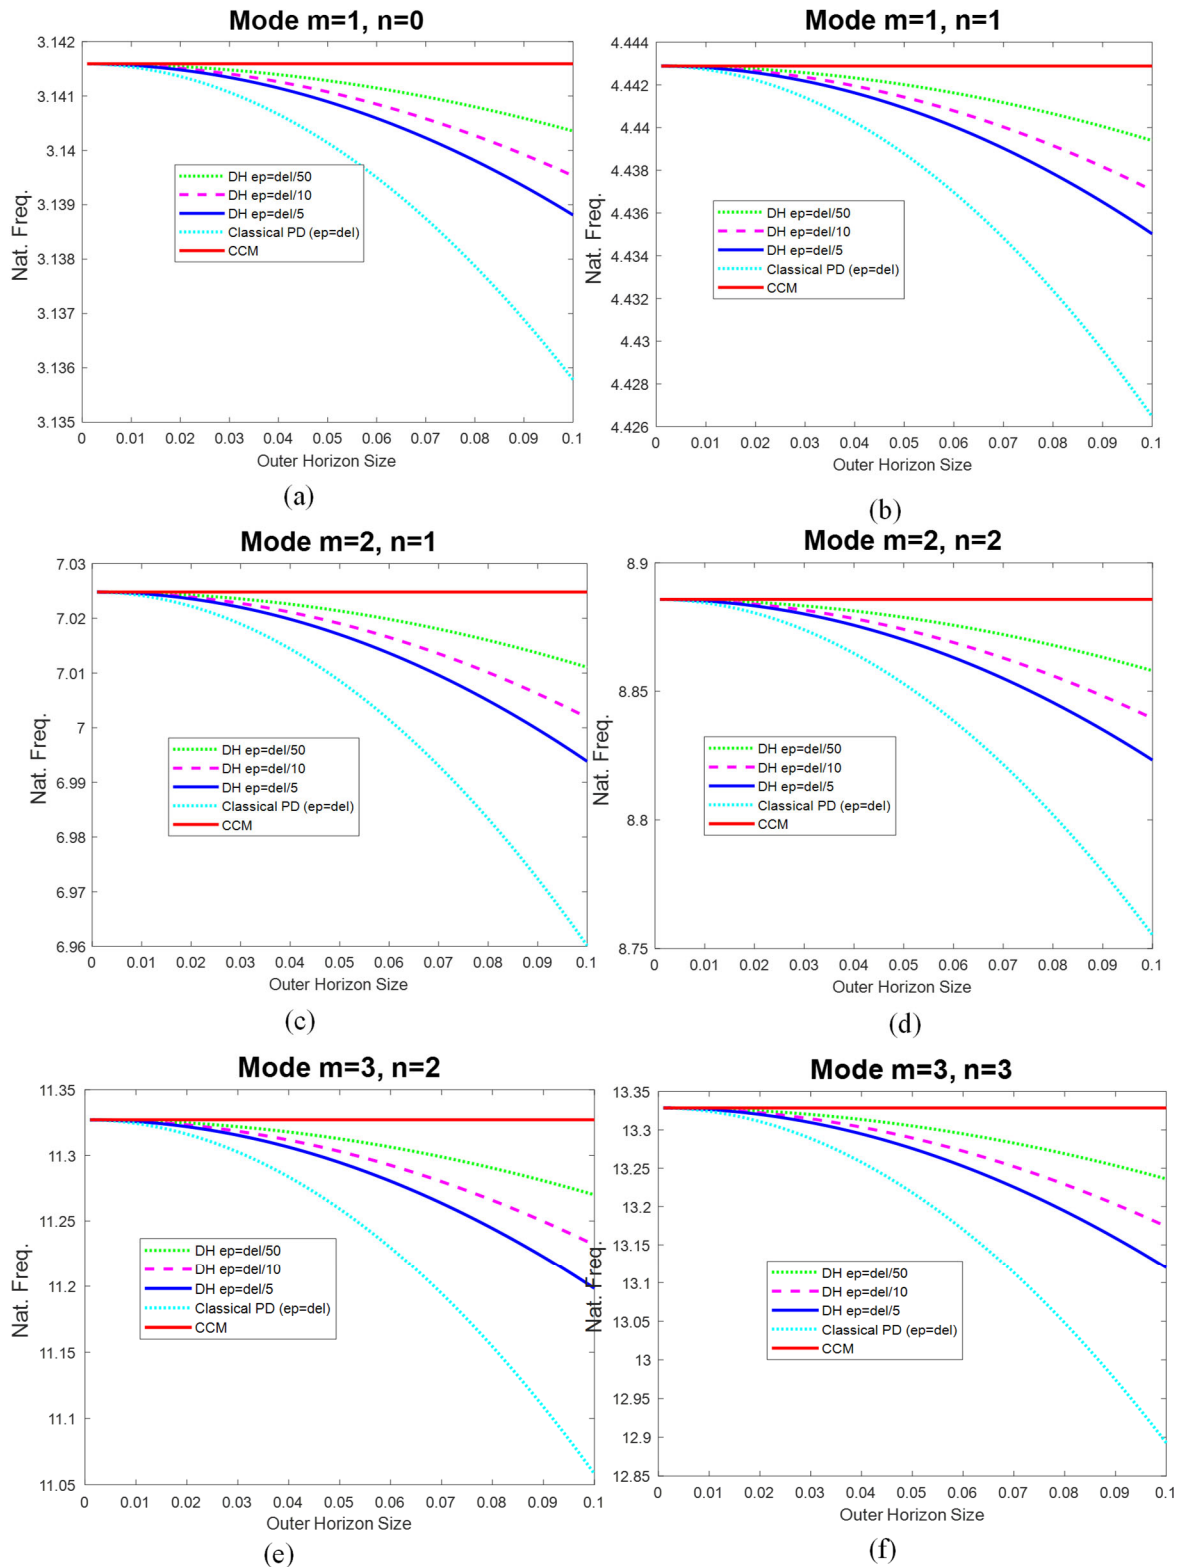 Mode m=1, n=0
3.142
3.141
3.14
3.139
3.138
3.137
3.136
3.135
Nat. Freq.
DH ep=del/50
DH ep=del/10
DH ep=del/5
Classical PD (ep=del)
CCM
0 0.01 0.02 0.03 0.04 0.05 0.06 0.07 0.08 0.09 0.1
Outer Horizon Size
(a)
Mode m=1, n=1
4.444
4.442
4.44
4.438
4.436
4.434
4.432
4.43
4.428
4.426
Nat. Freq.
DH ep=del/50
DH ep=del/10
DH ep=del/5
Classical PD (ep=del)
CCM
0 0.01 0.02 0.03 0.04 0.05 0.06 0.07 0.08 0.09 0.1
Outer Horizon Size
(b)
Mode m=2, n=1
7.03
7.02
7.01
7
6.99
6.98
6.97
6.96
Nat. Freq.
DH ep=del/50
DH ep=del/10
DH ep=del/5
Classical PD (ep=del)
CCM
0 0.01 0.02 0.03 0.04 0.05 0.06 0.07 0.08 0.09 0.1
Outer Horizon Size
(c)
Mode m=2, n=2
8.9
8.85
8.8
8.75
Nat. Freq.
DH ep=del/50
DH ep=del/10
DH ep=del/5
Classical PD (ep=del)
CCM
0 0.01 0.02 0.03 0.04 0.05 0.06 0.07 0.08 0.09 0.1
Outer Horizon Size
(d)
Mode m=3, n=2
11.35
11.3
11.25
11.2
11.15
11.1
11.05
Nat. Freq.
DH ep=del/50
DH ep=del/10
DH ep=del/5
Classical PD (ep=del)
CCM
0 0.01 0.02 0.03 0.04 0.05 0.06 0.07 0.08 0.09 0.1
Outer Horizon Size
(e)
Mode m=3, n=3
13.35
13.3
13.25
13.2
13.15
13.1
13.05
13
12.95
12.9
12.85
Nat. Freq.
DH ep=del/50
DH ep=del/10
DH ep=del/5
Classical PD (ep=del)
CCM
0 0.01 0.02 0.03 0.04 0.05 0.06 0.07 0.08 0.09 0.1
Outer Horizon Size
(f)